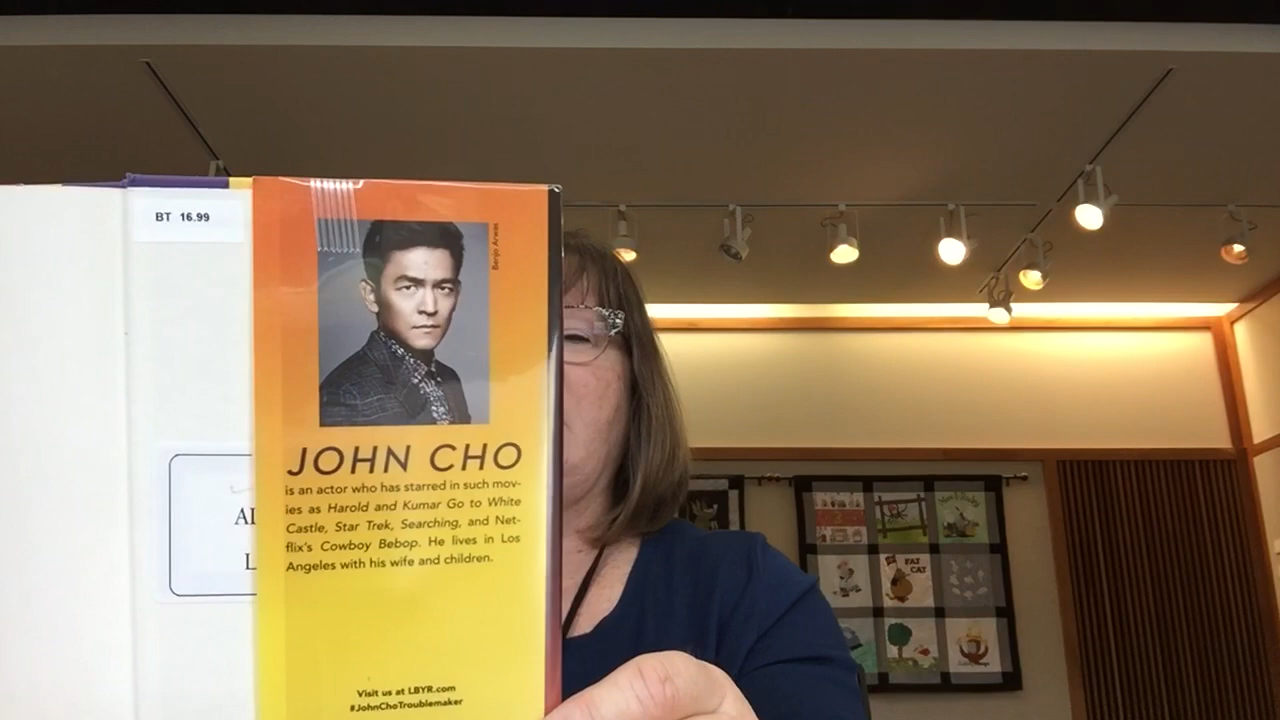 BT 16.99
AL
L
Benjo Arwas
JOHN CHO
is an actor who has starred in such mov-
ies as Harold and Kumar Go to White
Castle, Star Trek, Searching, and Net-
flix's Cowboy Bebop. He lives in Los
Angeles with his wife and children.
Visit us at LBYR.com
#JohnChoTroublemaker
FAT
CAT